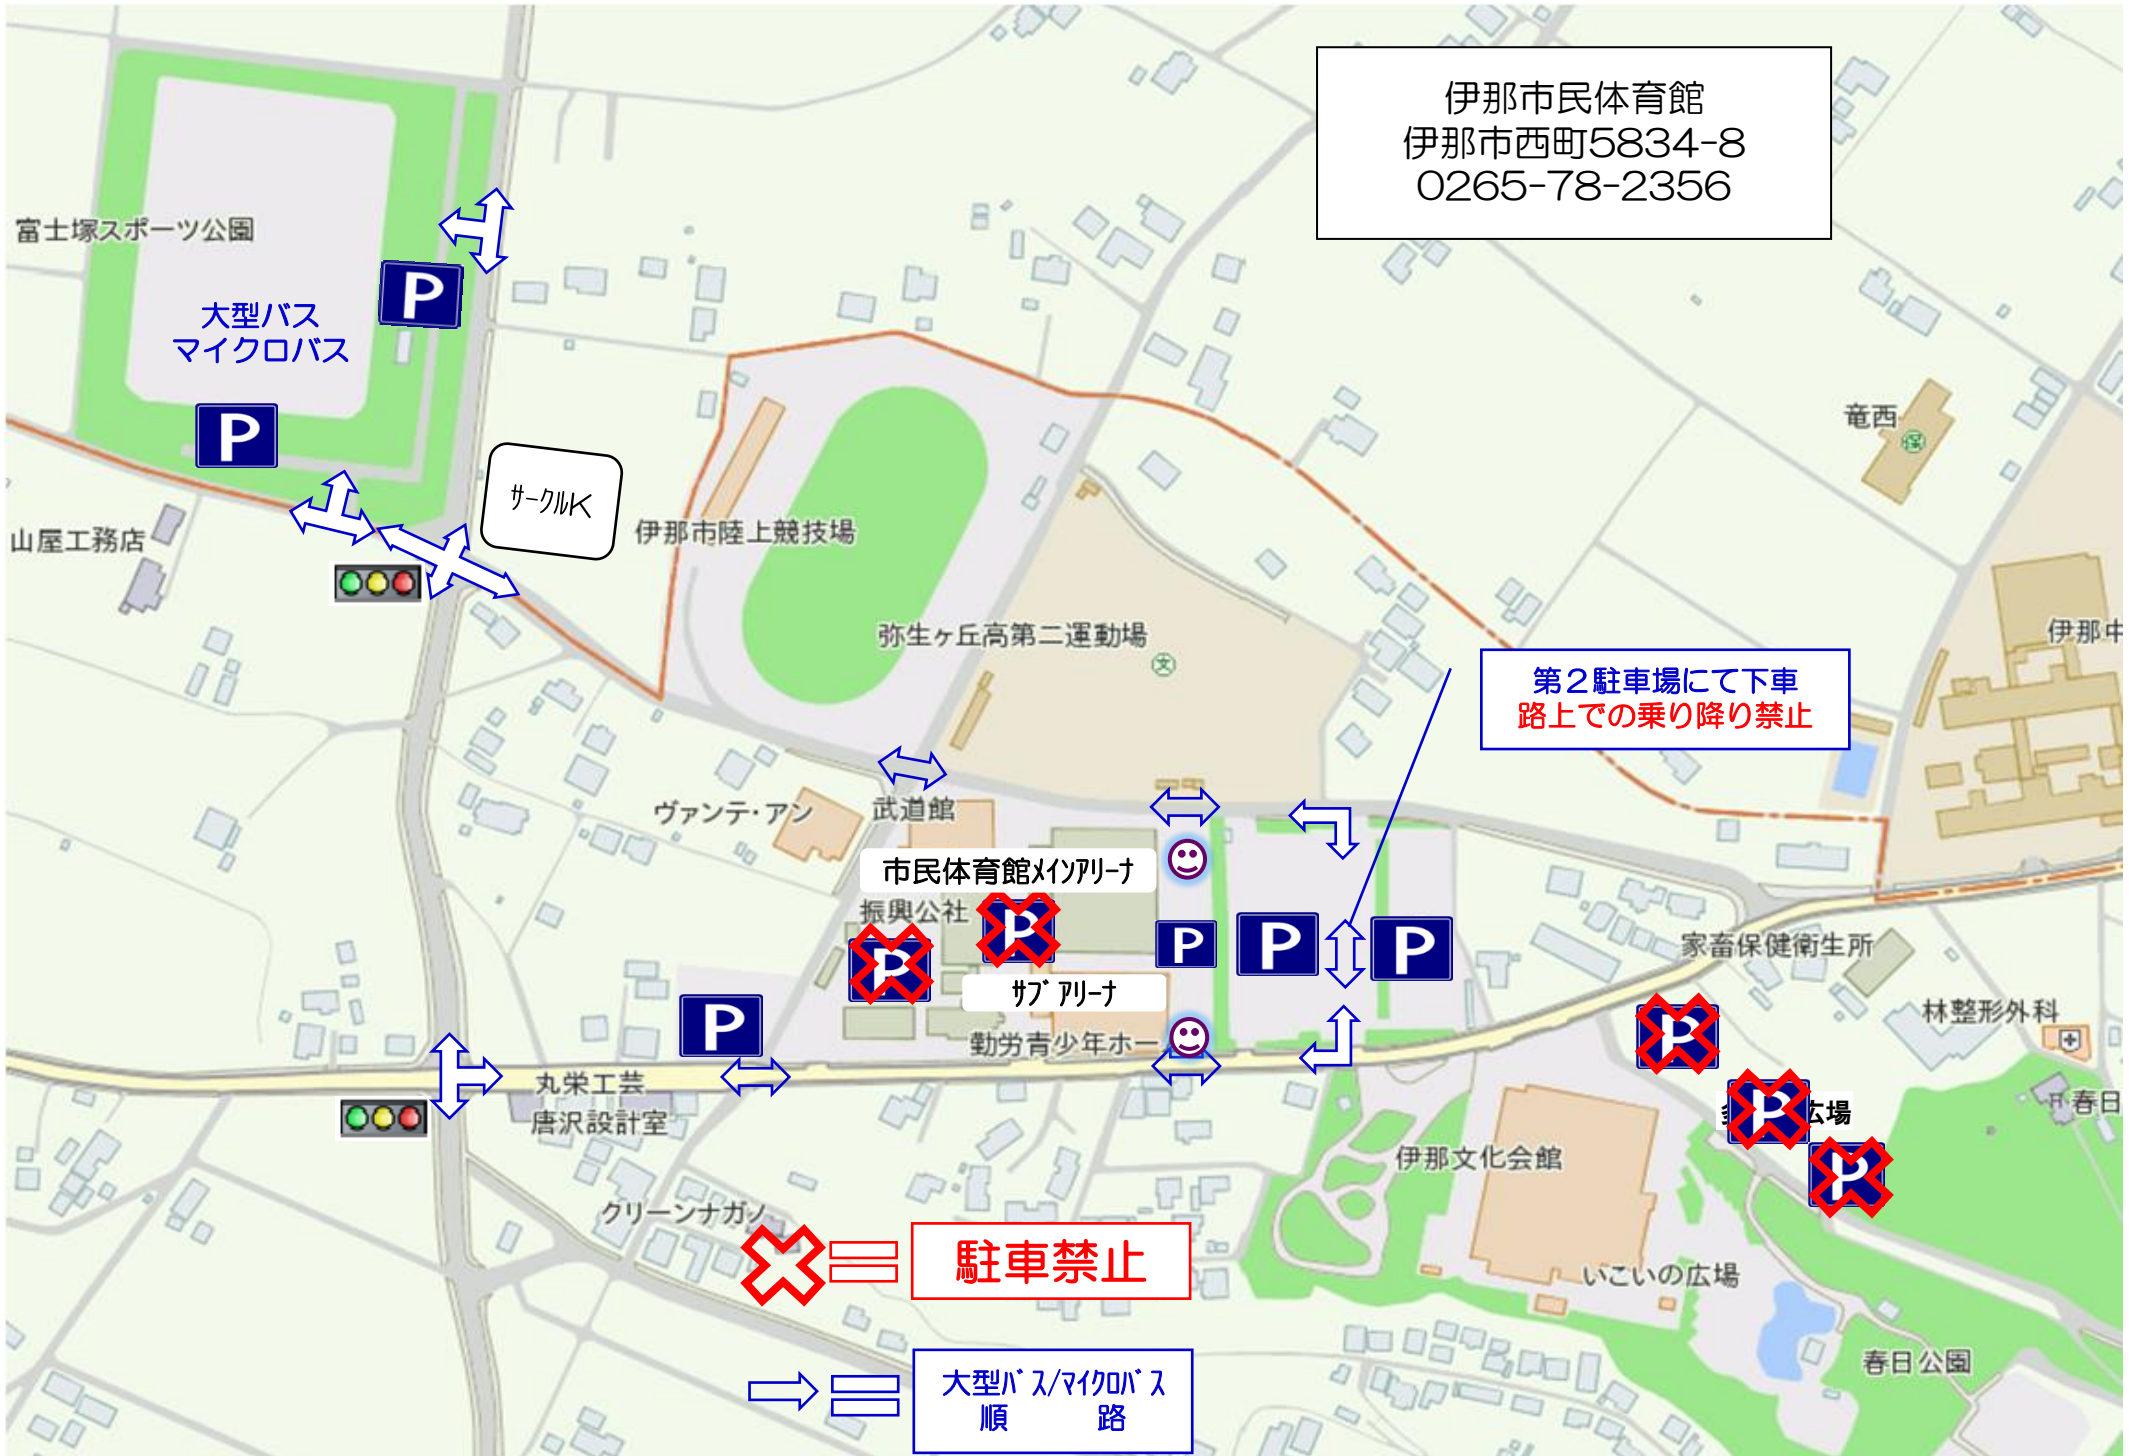 伊那市民体育館
伊那市西町5834-8
0265-78-2356
富士塚スポーツ公園
P
大型バス
マイクロバス
P
竜西
保
サークルK
山屋工務店
伊那市陸上競技場
弥生ヶ丘高第二運動場
文
伊那中
第2駐車場にて下車
路上での乗り降り禁止
ヴァンテ・アン
武道館
市民体育館メインアリーナ
振興公社
P
P
P
P
P
家畜保健衛生所
サブアリーナ
P
勤労青少年ホー
林整形外科
P
丸栄工芸
唐沢設計室
P
広場
春日
P
伊那文化会館
クリーンナガノ
駐車禁止
いこいの広場
大型バス/マイクロバス
順 路
春日公園